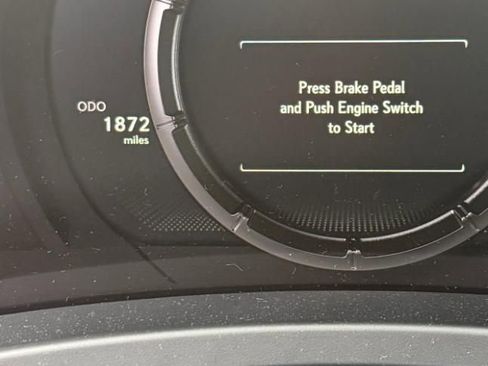 ODO
1872
miles
Press Brake Pedal
and Push Engine Switch
to Start